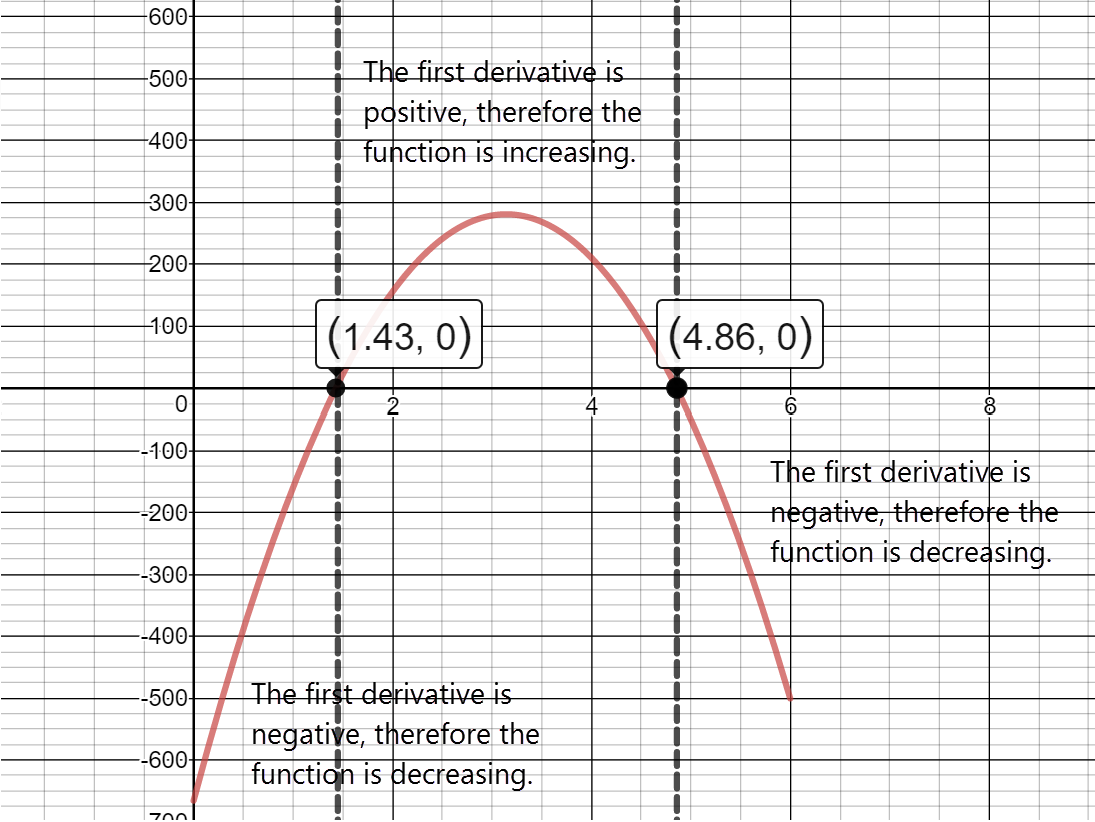 600
500
The first derivative is
positive, therefore the
function is increasing.
400
300
200
100
(1.43, 0)
(4.86, 0)
0
2
4
6
8
-100
-200
-300
-400
-500
-600
-700
The first derivative is
negative, therefore the
function is decreasing.
The first derivative is
negative, therefore the
function is decreasing.